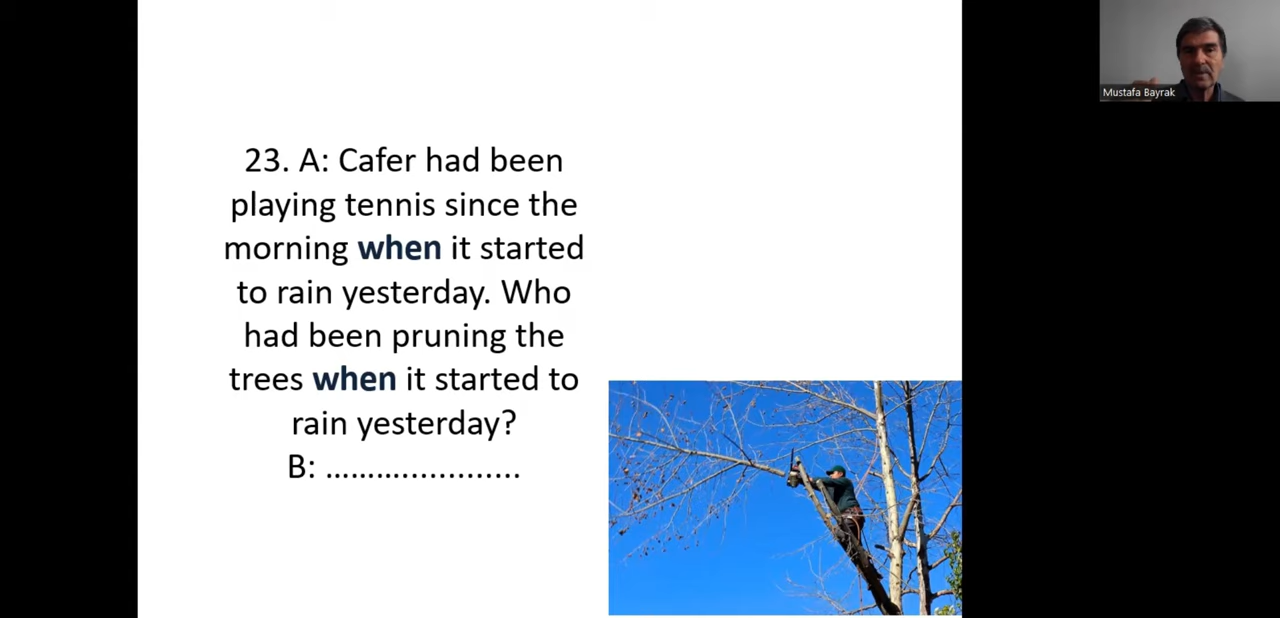 23. A: Cafer had been
playing tennis since the
morning when it started
to rain yesterday. Who
had been pruning the
trees when it started to
rain yesterday?
B: ......................
Mustafa Bayrak